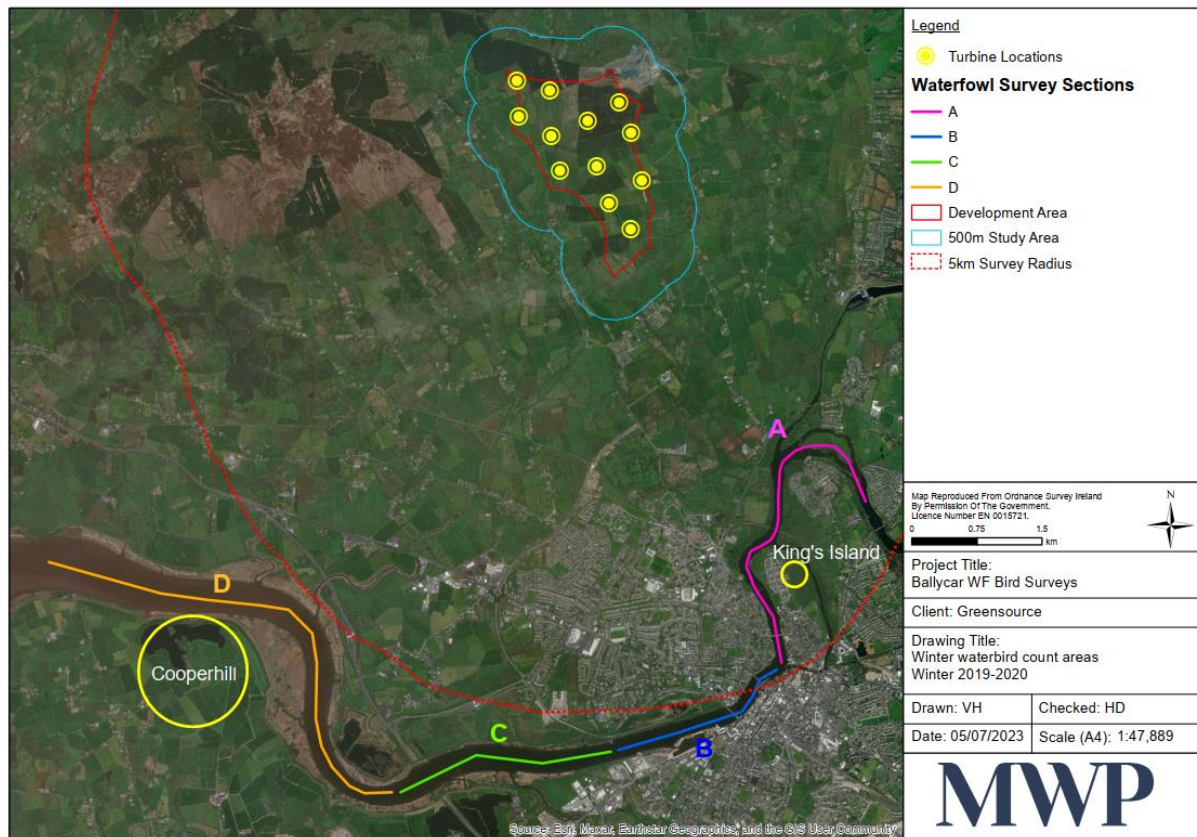 A
King's Island
D
Cooperhill
C
B
Source: Esri, Maxar, Earthstar Geographics, and the GIS User Community
Legend
Turbine Locations
Waterfowl Survey Sections
A
B
C
D
Development Area
500m Study Area
5km Survey Radius
Map Reproduced From Ordnance Survey Ireland
By Permission Of The Government.
Licence Number EN 0015721.
N
0 0.75 1.5
km
Project Title:
Ballycar WF Bird Surveys
Client: Greensource
Drawing Title:
Winter waterbird count areas
Winter 2019-2020
Drawn: VH
Checked: HD
Date: 05/07/2023
Scale (A4): 1:47,889
MWP